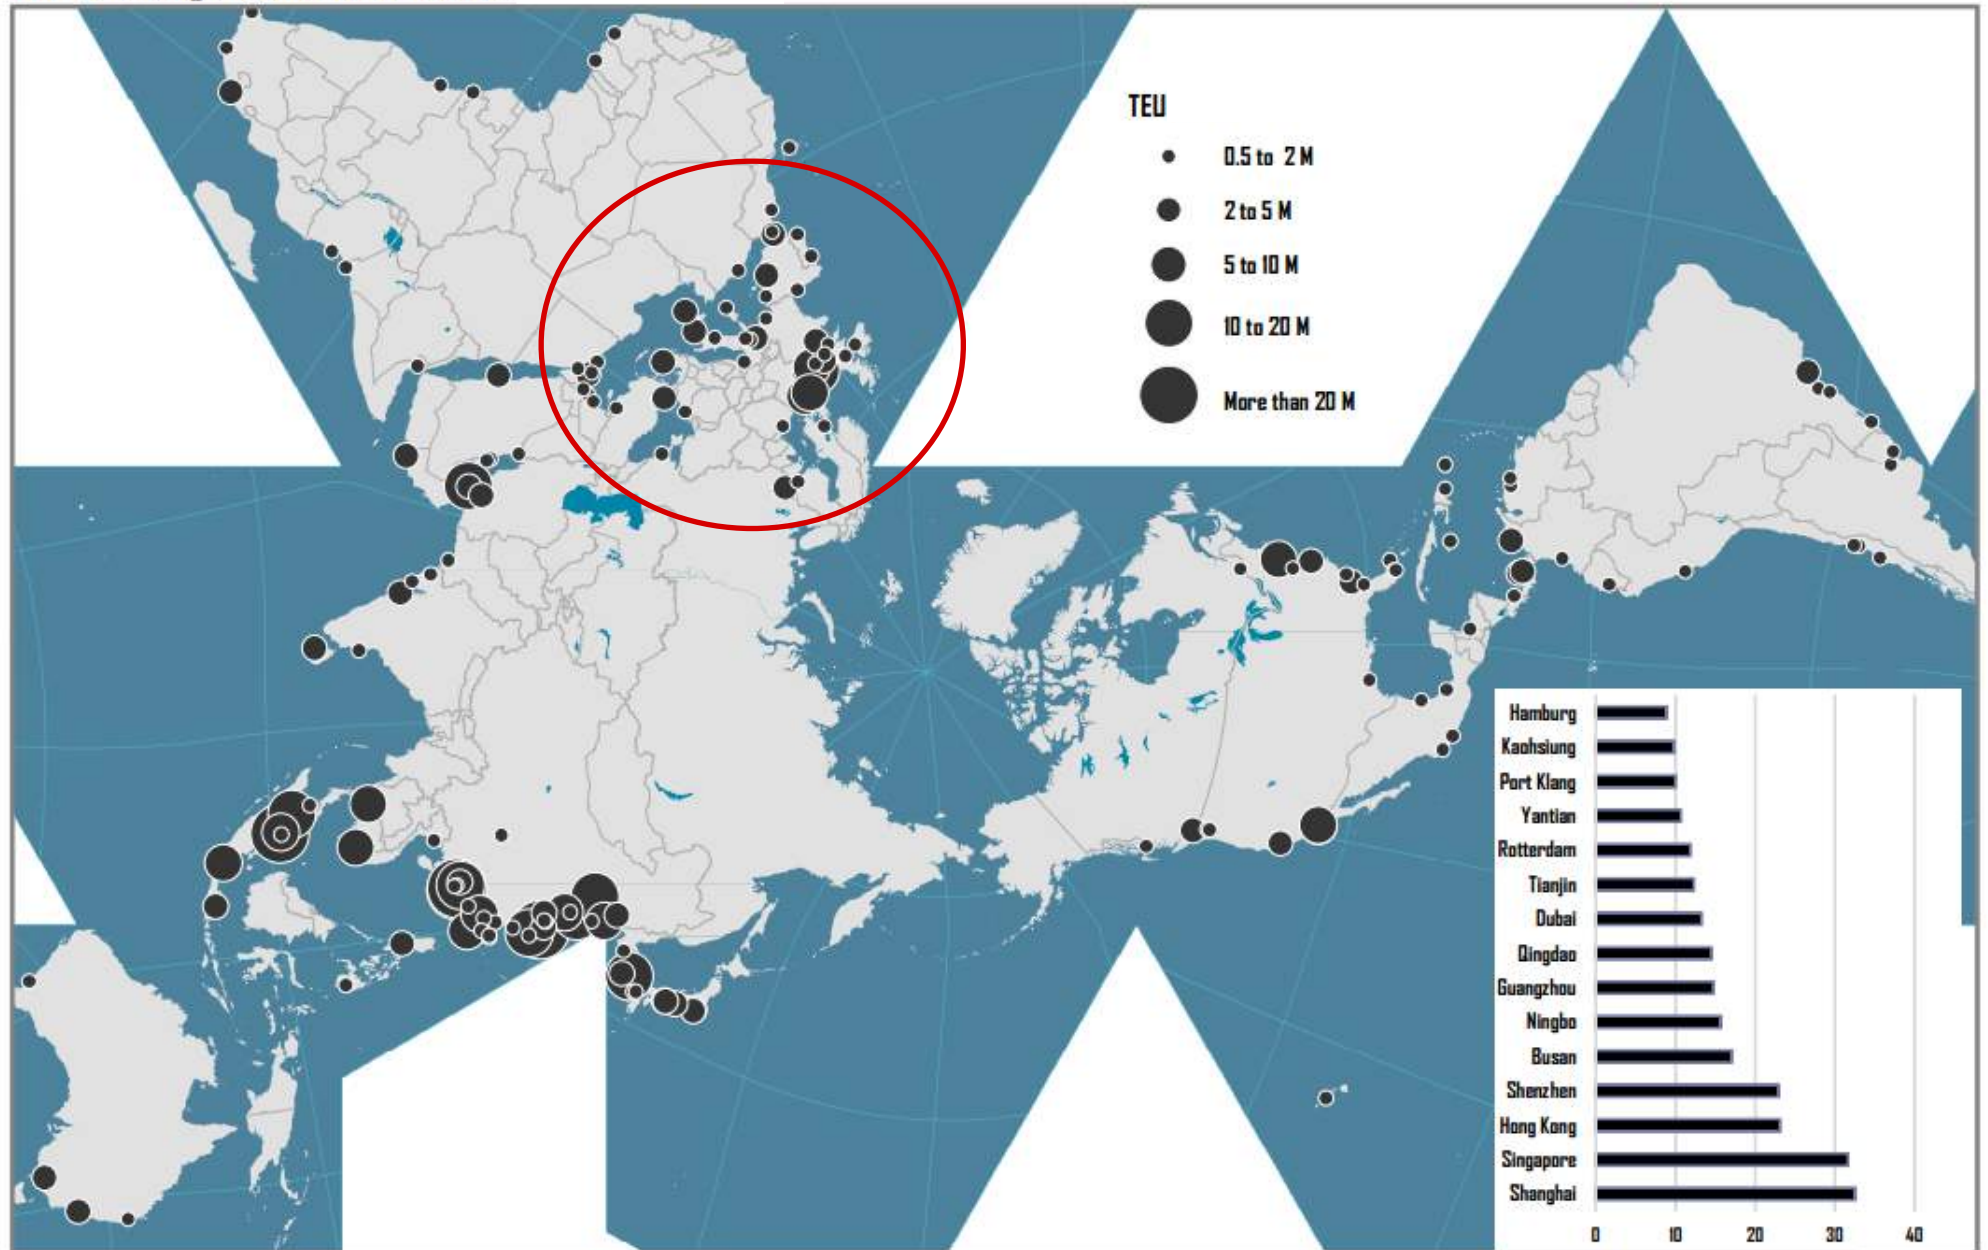 TEU
0.5 to 2 M
2 to 5 M
5 to 10 M
10 to 20 M
More than 20 M
Hamburg
Kaohsiung
Port Klang
Yantian
Rotterdam
Tianjin
Dubai
Qingdao
Guangzhou
Ningbo
Busan
Shenzhen
Hong Kong
Singapore
Shanghai
0 10 20 30 40